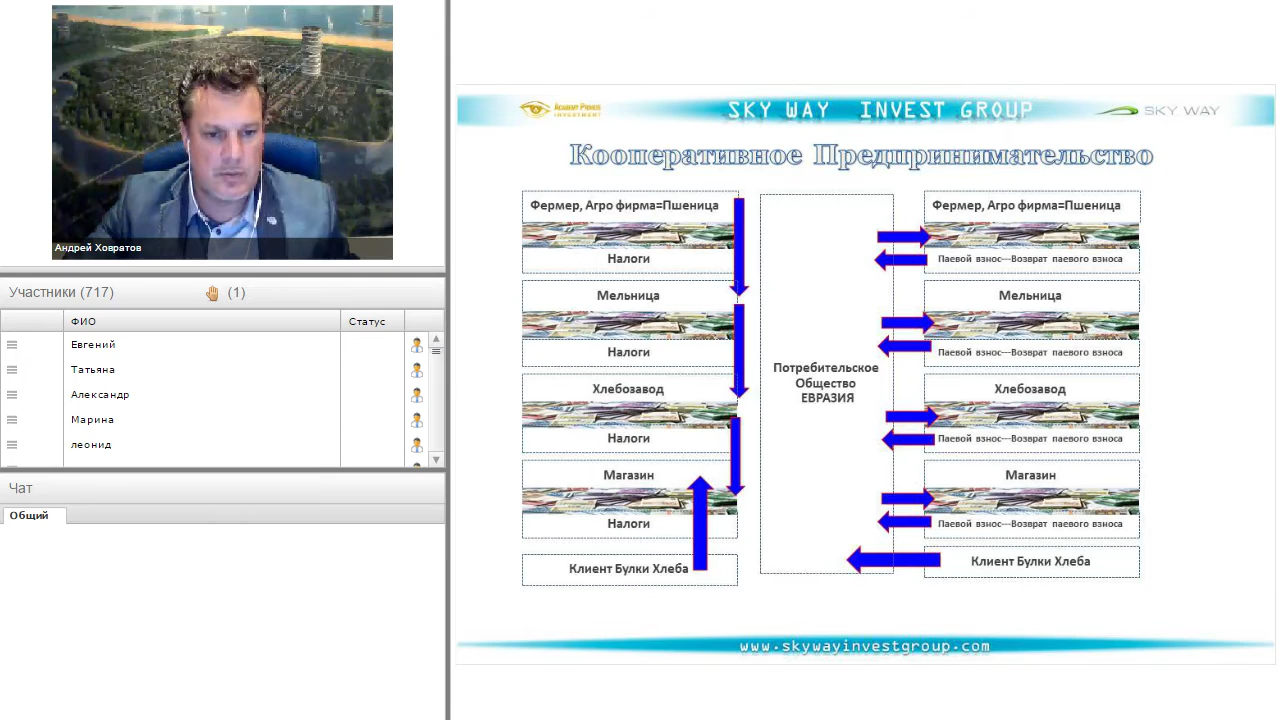 Андрей Ховратов
Участники (717)
(1)
ФИО
Статус
Евгений
Татьяна
Александр
Марина
леонид
Чат
Общий
INVESTMENT
SKY WAY INVEST GROUP
SKY WAY
Кооперативное Предпринимательство
Фермер, Агро фирма=Пшеница
Налоги
Мельница
Налоги
Хлебозавод
Налоги
Магазин
Налоги
Клиент Булки Хлеба
Потребительское
Общество
ЕВРАЗИЯ
Фермер, Агро фирма=Пшеница
Паевой взнос---Возврат паевого взноса
Мельница
Паевой взнос---Возврат паевого взноса
Хлебозавод
Паевой взнос---Возврат паевого взноса
Магазин
Паевой взнос---Возврат паевого взноса
Клиент Булки Хлеба
www.skywayinvestgroup.com